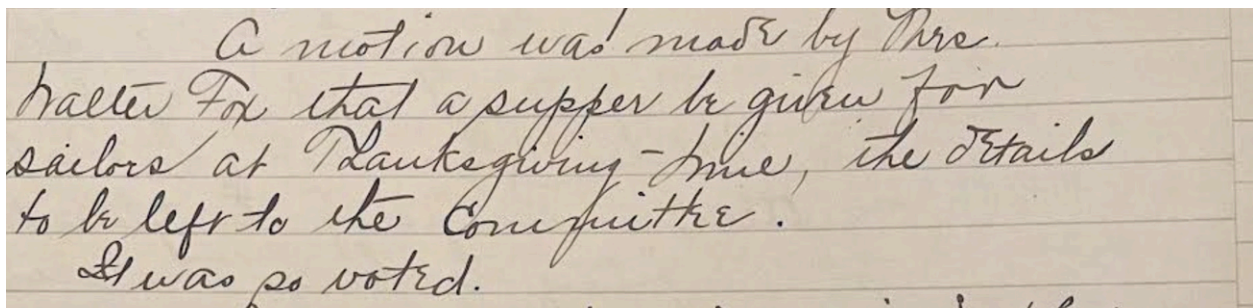 A motion was made by Mrs.
Walter Fox that a supper be given for
sailors at Thanksgiving-time, the details
to be left to the Committee.
It was so voted.